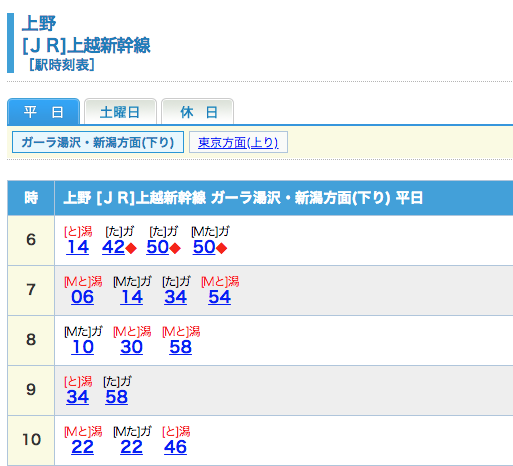 上野
[ＪＲ]上越新幹線
[駅時刻表]
平　日 土曜日 休　日
ガーラ湯沢・新潟方面(下り) 東京方面(上り)
時 上野 [ＪＲ]上越新幹線 ガーラ湯沢・新潟方面(下り) 平日
[と]潟 [た]ガ [た]ガ [Mた]ガ
6 14 42◆ 50◆ 50◆
[Mと]潟 [Mた]ガ [た]ガ [Mと]潟
7 06 14 34 54
[Mた]ガ [Mと]潟 [Mと]潟
8 10 30 58
[と]潟 [た]ガ
9 34 58
[Mと]潟 [Mた]ガ [と]潟
10 22 22 46